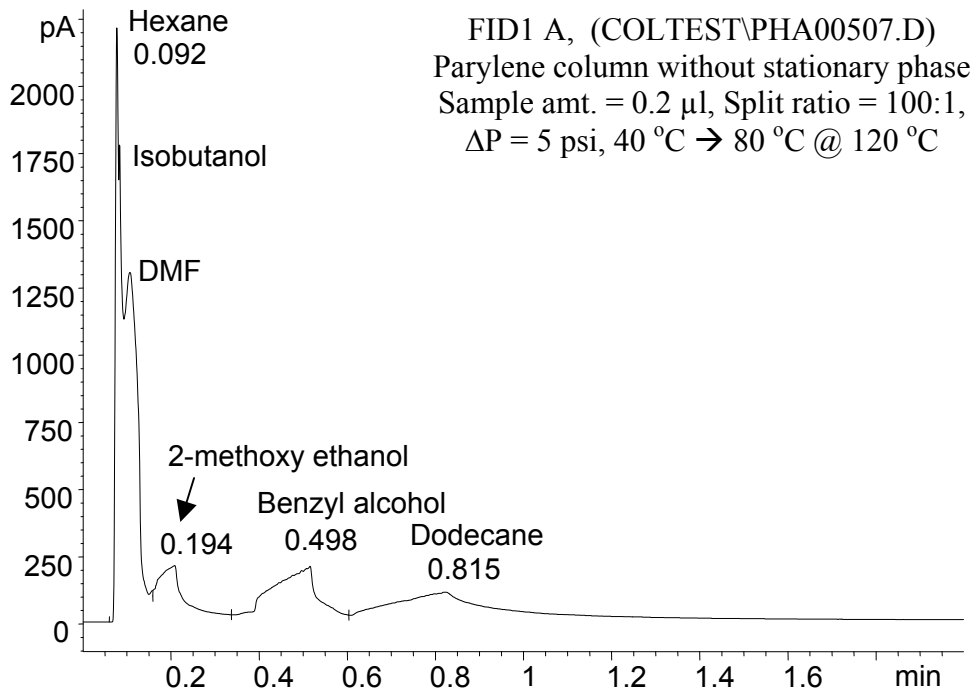 pA
2000
1750
1500
1250
1000
750
500
250
0
Hexane
0.092
Isobutanol
DMF
2-methoxy ethanol
0.194
Benzyl alcohol
0.498
Dodecane
0.815
FID1 A, (COLTEST\PHA00507.D)
Parylene column without stationary phase
Sample amt. = 0.2 µl, Split ratio = 100:1,
ΔP = 5 psi, 40 °C → 80 °C @ 120 °C
0.2 0.4 0.6 0.8 1 1.2 1.4 1.6 min